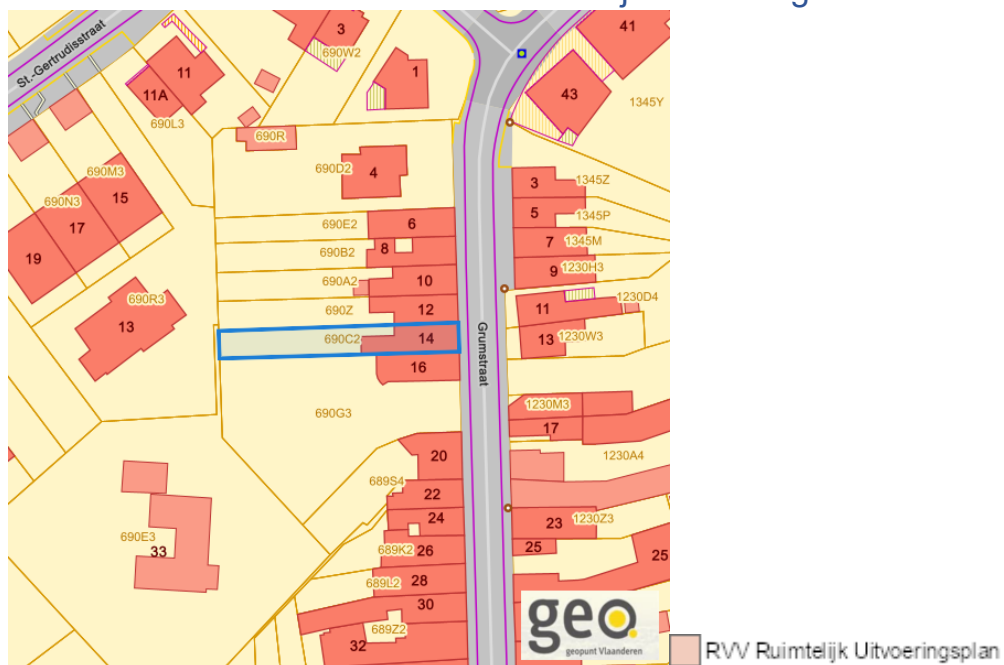 St.-Gertrudisstraat
3
690W2
41
11
11A
690L3
1
43
1345Y
690R
690D2
4
690M3
15
690N3
17
19
3
1345Z
5
1345P
690E2
6
690B2
8
7
1345M
9
1230H3
690A2
10
690R3
13
690Z
12
11
1230D4
690C2
14
13
1230W3
Grumstraat
16
690G3
1230M3
17
20
1230A4
689S4
22
24
23
1230Z3
690E3
33
689K2
26
25
25
689L2
28
30
689Z2
32
geo.
geopunt Vlaanderen
RVV Ruimtelijk Uitvoeringsplan